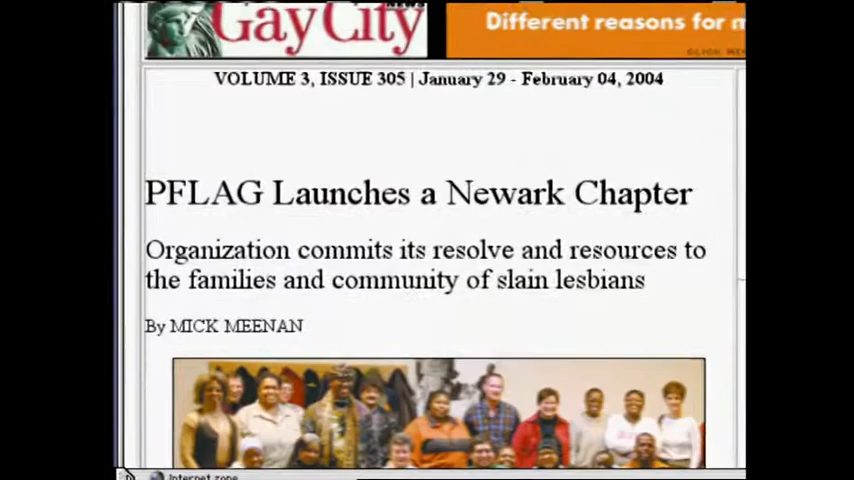 NEWS
Gay City
Different reasons for m
VOLUME 3, ISSUE 305 | January 29 - February 04, 2004
PFLAG Launches a Newark Chapter
Organization commits its resolve and resources to
the families and community of slain lesbians
By MICK MEENAN
Internet zone